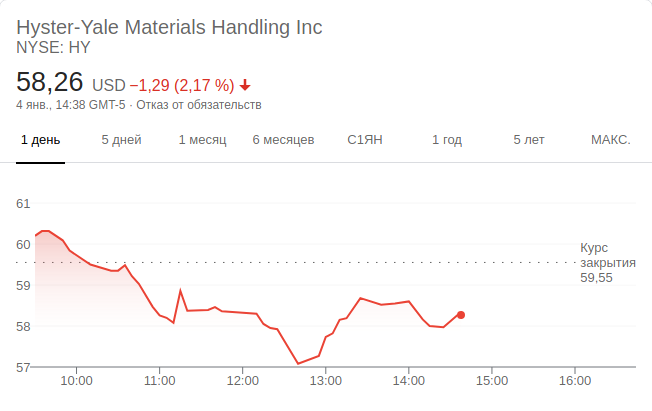 Hyster-Yale Materials Handling Inc
NYSE: HY
58,26 USD −1,29 (2,17 %)
4 янв., 14:38 GMT-5 · Отказ от обязательств
1 день 5 дней 1 месяц 6 месяцев С1ЯН 1 год 5 лет МАКС.
61
60
59
58
57
Курс
закрытия
59,55
10:00 11:00 12:00 13:00 14:00 15:00 16:00